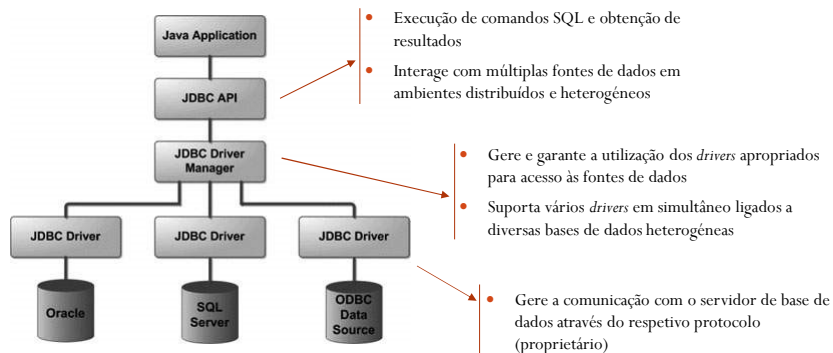 Java Application
JDBC API
JDBC Driver
Manager
JDBC Driver
JDBC Driver
JDBC Driver
Oracle
SQL
Server
ODBC
Data
Source
• Execução de comandos SQL e obtenção de
resultados
• Interage com múltiplas fontes de dados em
ambientes distribuídos e heterogéneos
• Gere e garante a utilização dos drivers apropriados
para acesso às fontes de dados
• Suporta vários drivers em simultâneo ligados a
diversas bases de dados heterogéneas
• Gere a comunicação com o servidor de base de
dados através do respetivo protocolo
(proprietário)